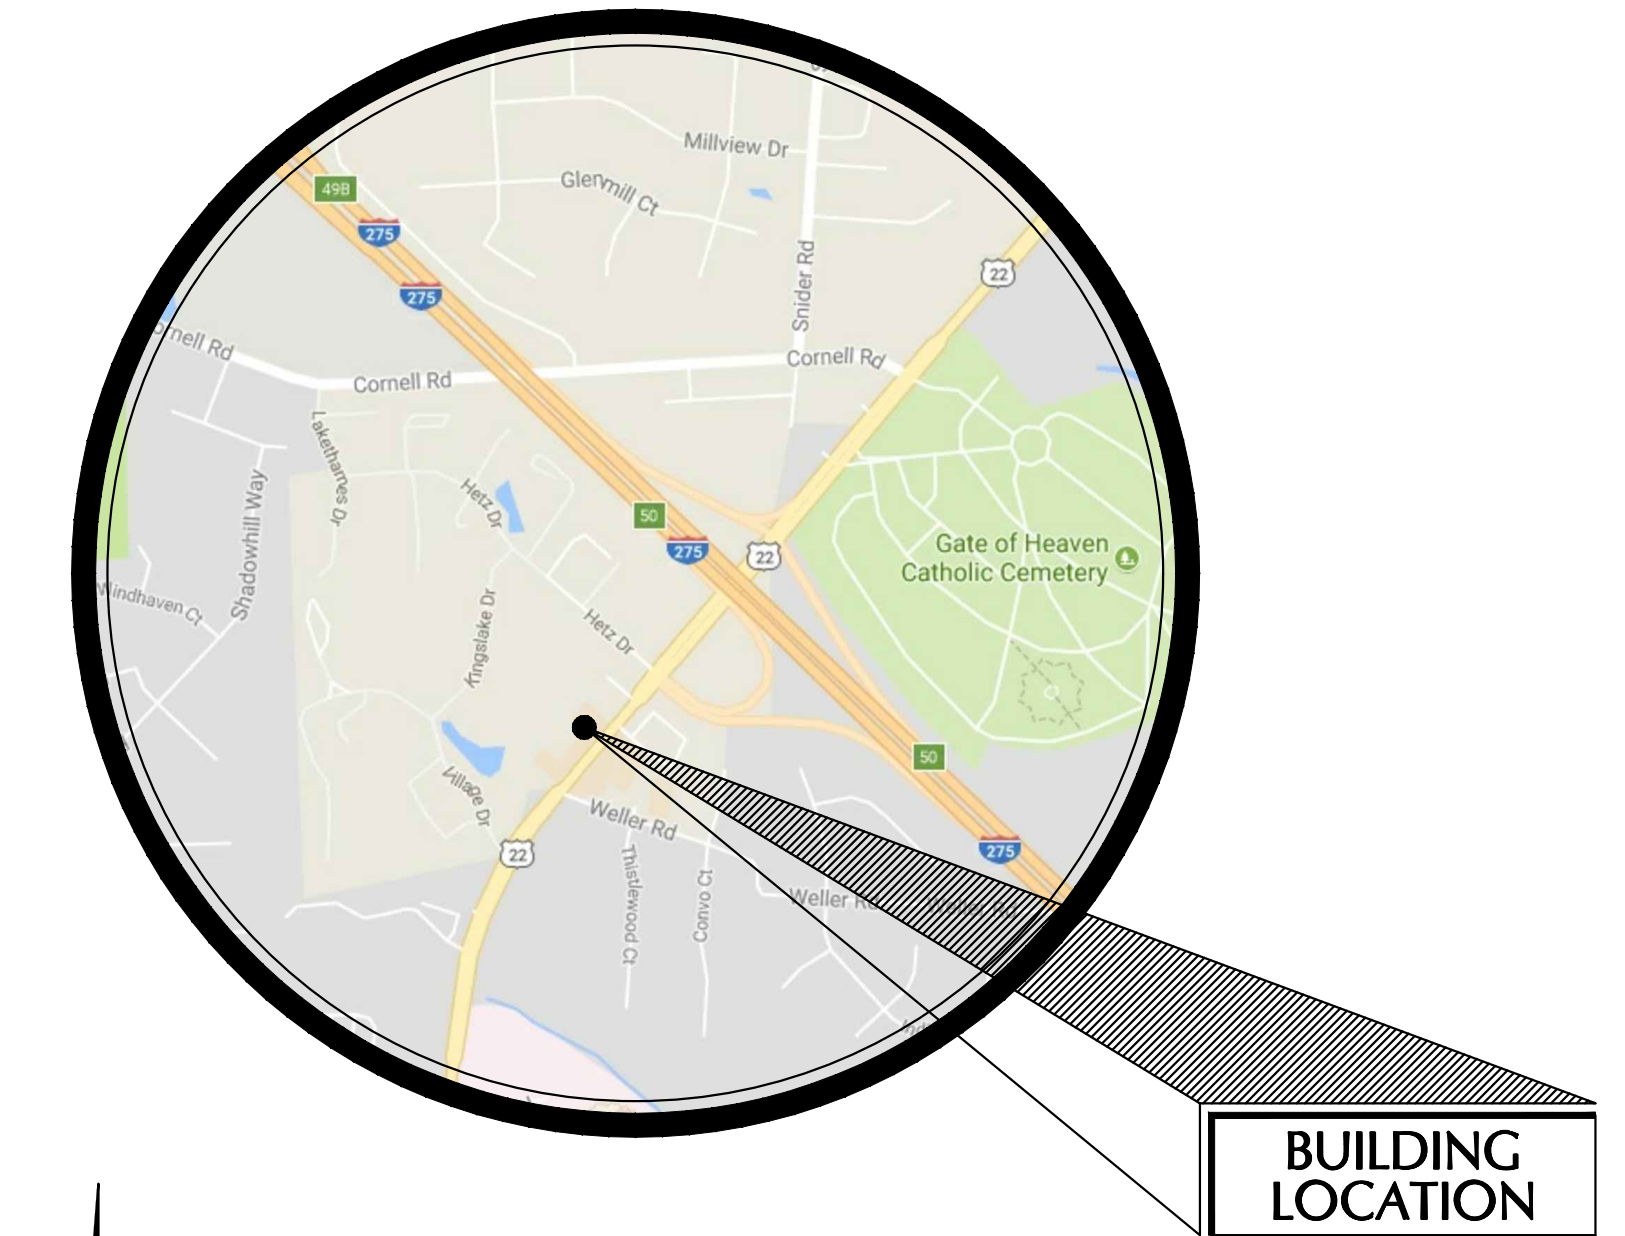 Millview Dr
Glenmill Ct
49B
275
22
275
Snider Rd
Cornell Rd
Cornell Rd
Lakethames Dr
Hetz Dr
Shadowhill Way
50
275
22
Gate of Heaven
Catholic Cemetery
Windhaven Ct
Kingslake Dr
Hetz Dr
50
Village Dr
Weller Rd
22
275
Thistlewood Ct
Convo Ct
Weller Rd
Weller Rd
BUILDING
LOCATION